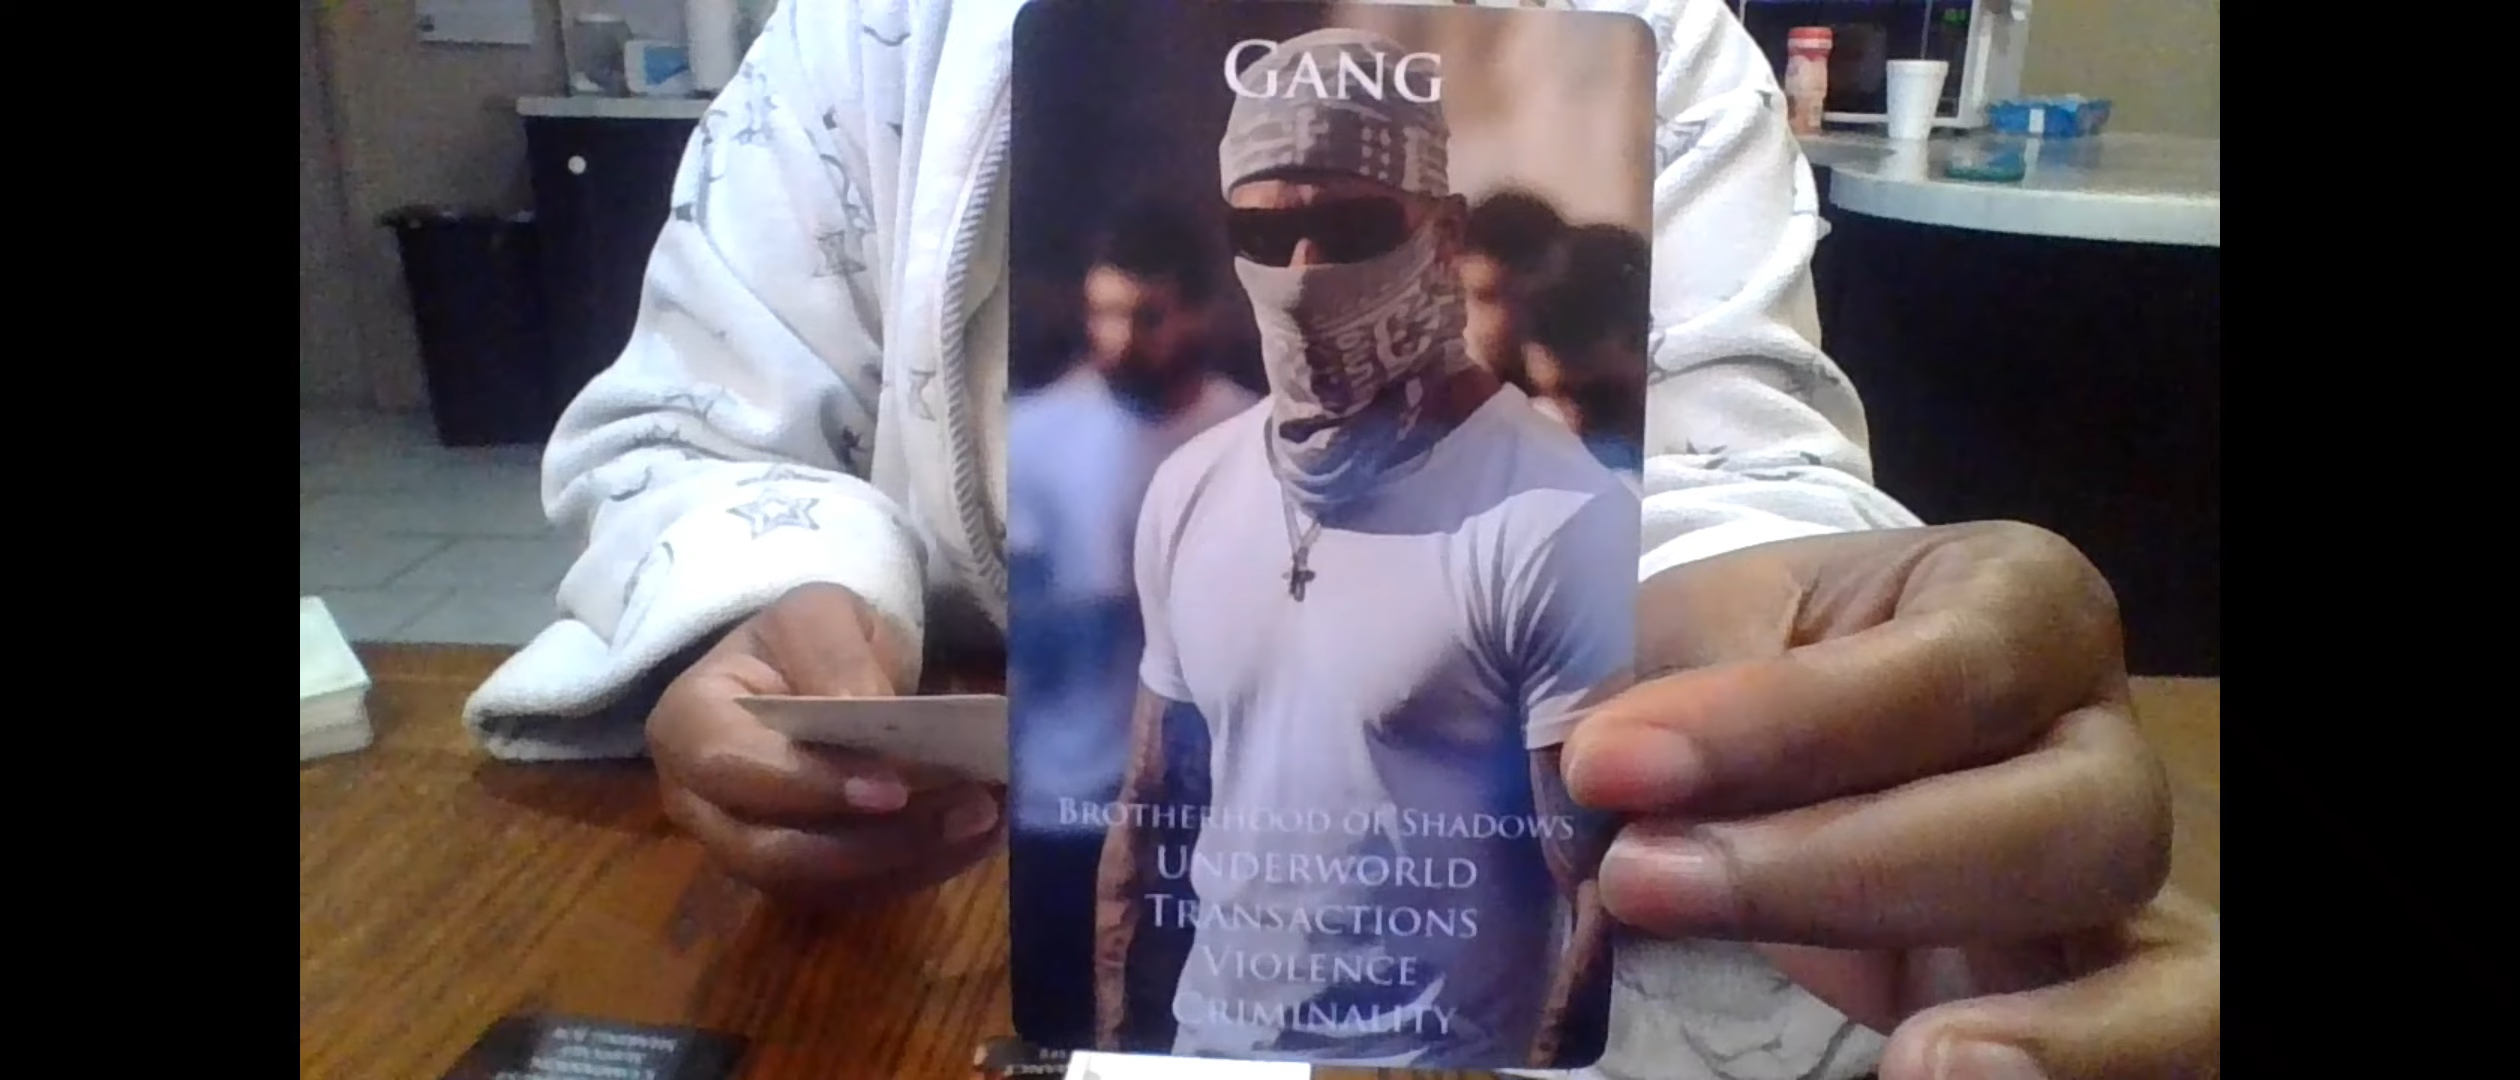 GANG
BROTHERHOOD OF SHADOWS
UNDERWORLD
TRANSACTIONS
VIOLENCE
CRIMINALITY